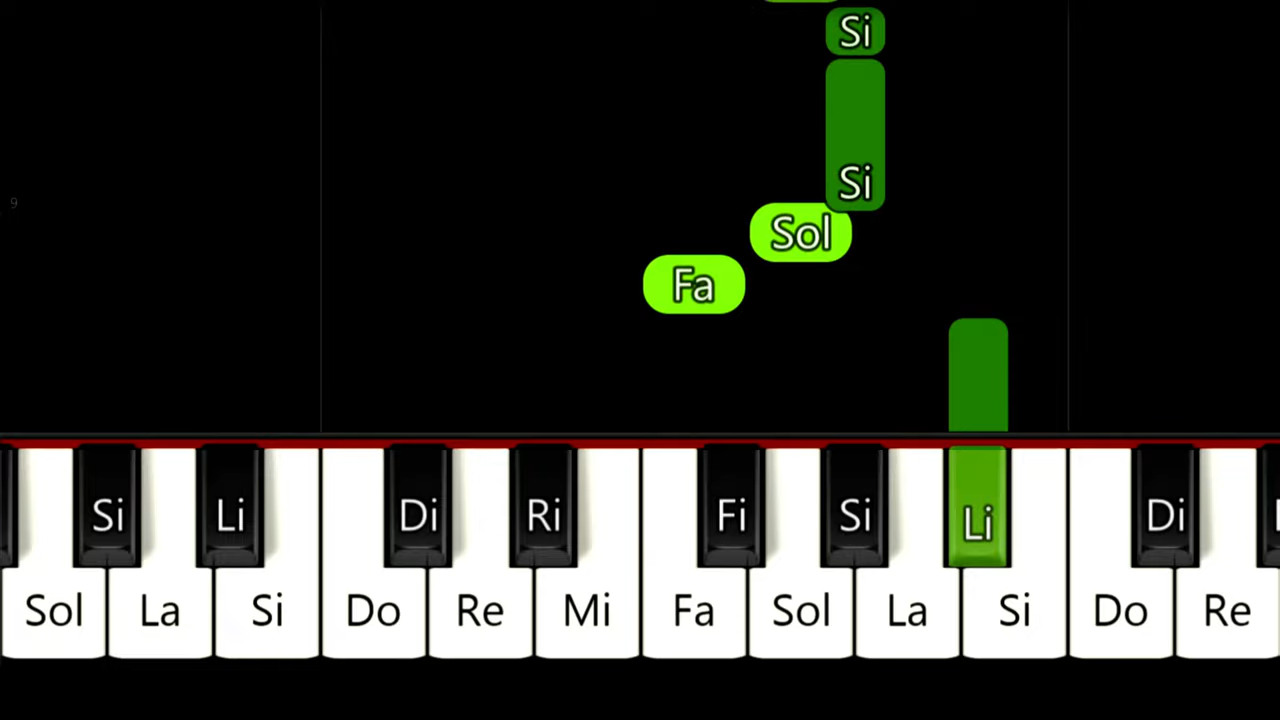 Si
Si
9
Sol
Fa
Si Li Di Ri Fi Si Li Di
Sol La Si Do Re Mi Fa Sol La Si Do Re